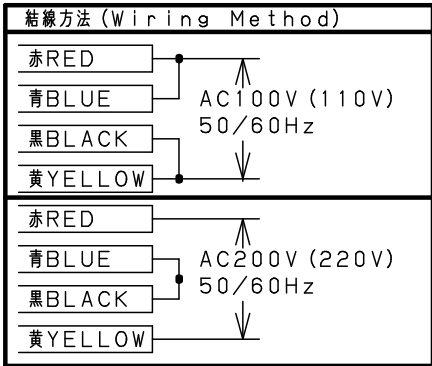 結線方法(Wiring Method)
赤RED
青BLUE
AC100V(110V)
50/60Hz
黒BLACK
黄YELLOW
赤RED
青BLUE
AC200V(220V)
50/60Hz
黒BLACK
黄YELLOW